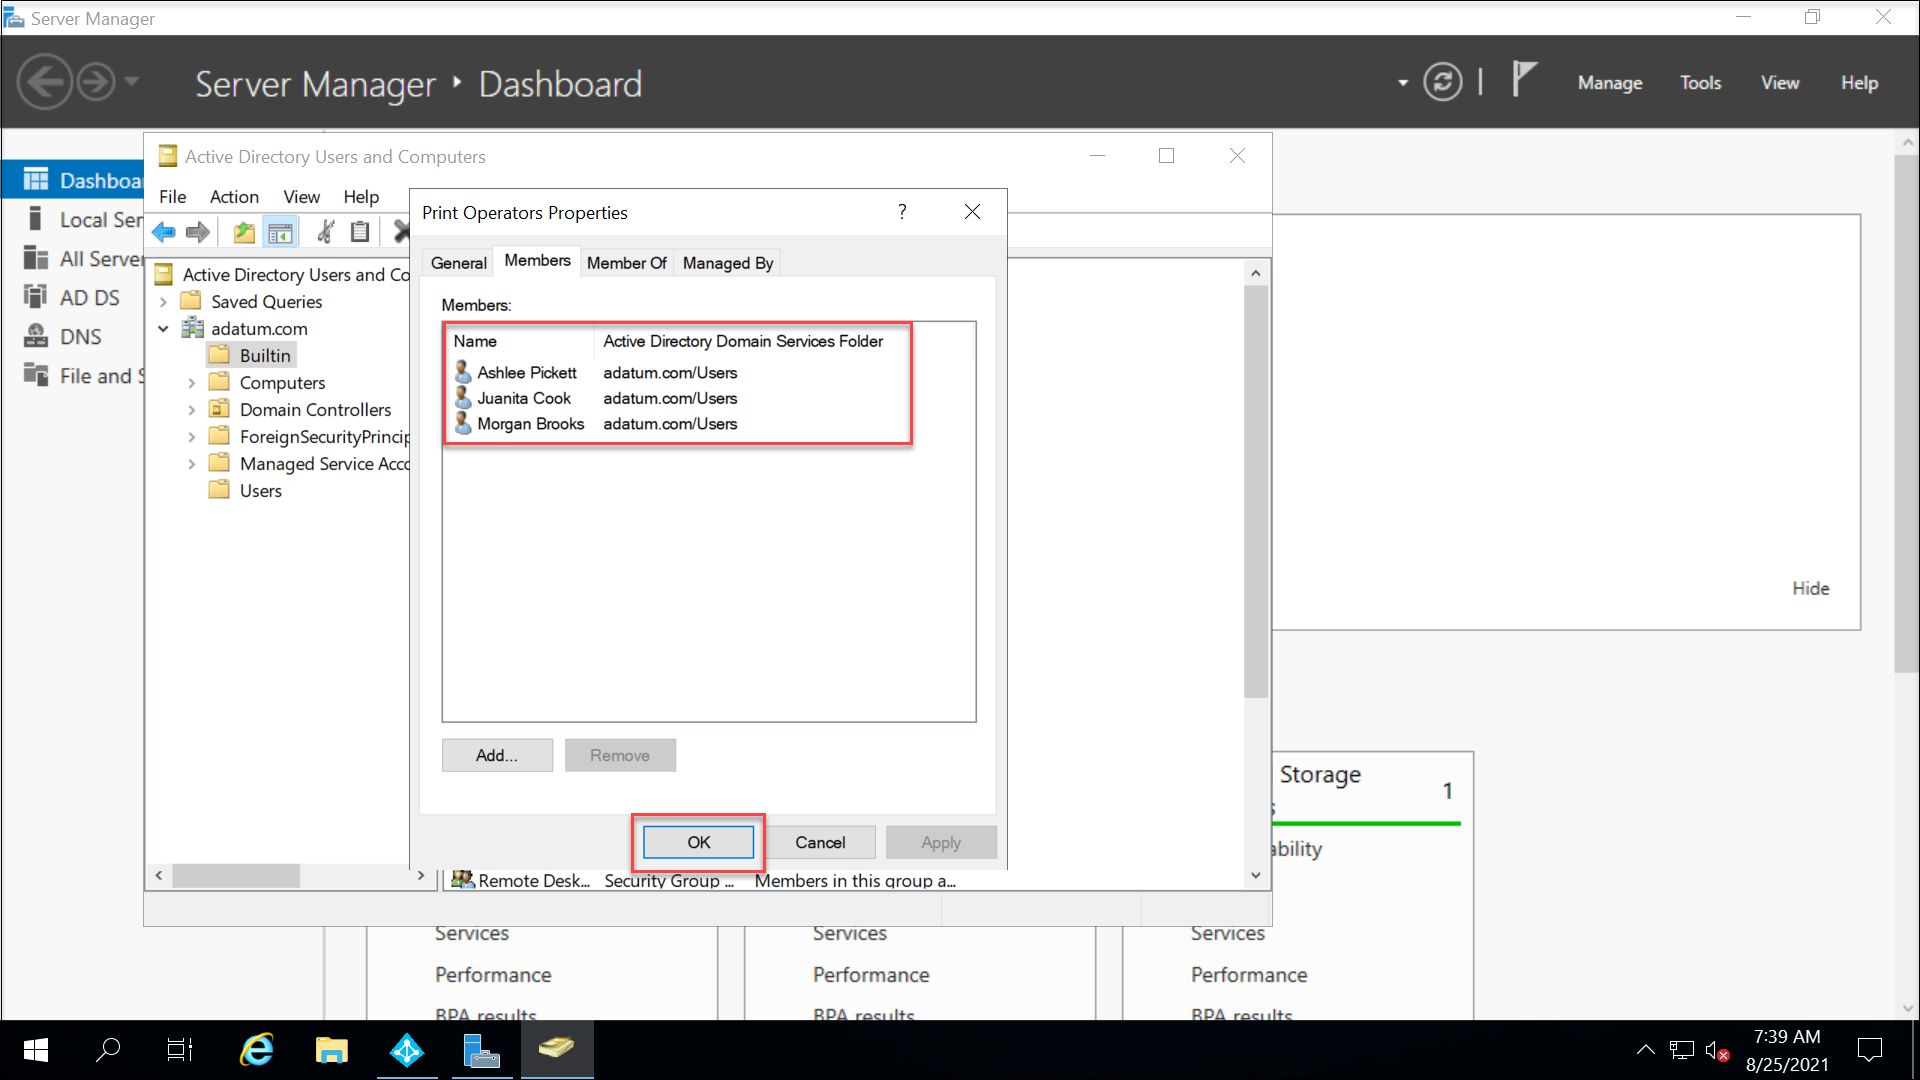 Server Manager
Server Manager ‣ Dashboard
Manage Tools View Help
Dashboar
Local Ser
All Server
AD DS
DNS
File and S
Active Directory Users and Computers
File Action View Help
Active Directory Users and Co
Saved Queries
adatum.com
Builtin
Computers
Domain Controllers
ForeignSecurityPrincip
Managed Service Acco
Users
Print Operators Properties
?
General Members Member Of Managed By
Members:
Name Active Directory Domain Services Folder
Ashlee Pickett adatum.com/Users
Juanita Cook adatum.com/Users
Morgan Brooks adatum.com/Users
Add... Remove
OK Cancel Apply
Remote Desk... Security Group ... Members in this group a...
Hide
Storage
1
s
ability
Services Services Services
Performance Performance Performance
BPA results BPA results BPA results
7:39 AM
8/25/2021